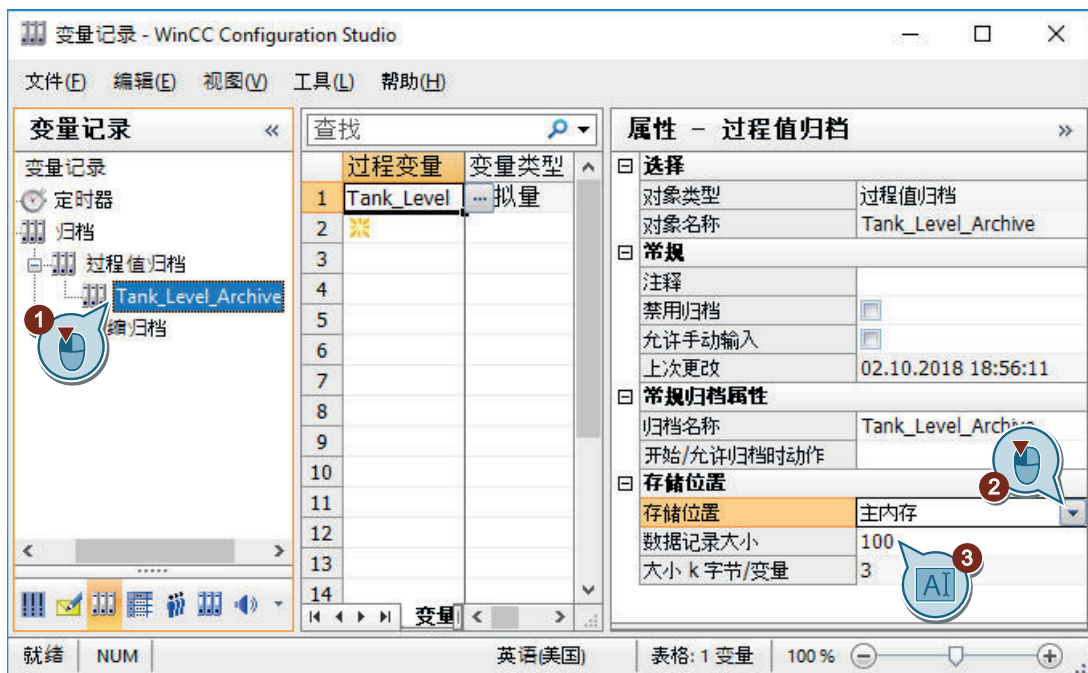 变量记录 - WinCC Configuration Studio
文件(F) 编辑(E) 视图(V) 工具(L) 帮助(H)
变量记录 «
变量记录
定时器
归档
过程值归档
Tank_Level_Archive
缩归档
1
查找
过程变量 变量类型
1 Tank_Level ... 拟量
2
3
4
5
6
7
8
9
10
11
12
13
14
变量
属性 - 过程值归档 »
选择
对象类型 过程值归档
对象名称 Tank_Level_Archive
常规
注释
禁用归档
允许手动输入
上次更改 02.10.2018 18:56:11
常规归档属性
归档名称 Tank_Level_Archive
开始/允许归档时动作
2
存储位置
存储位置 主内存
数据记录大小 100
3
大小 k 字节/变量 3
AI
就绪 NUM 英语(美国) 表格: 1 变量 100 %